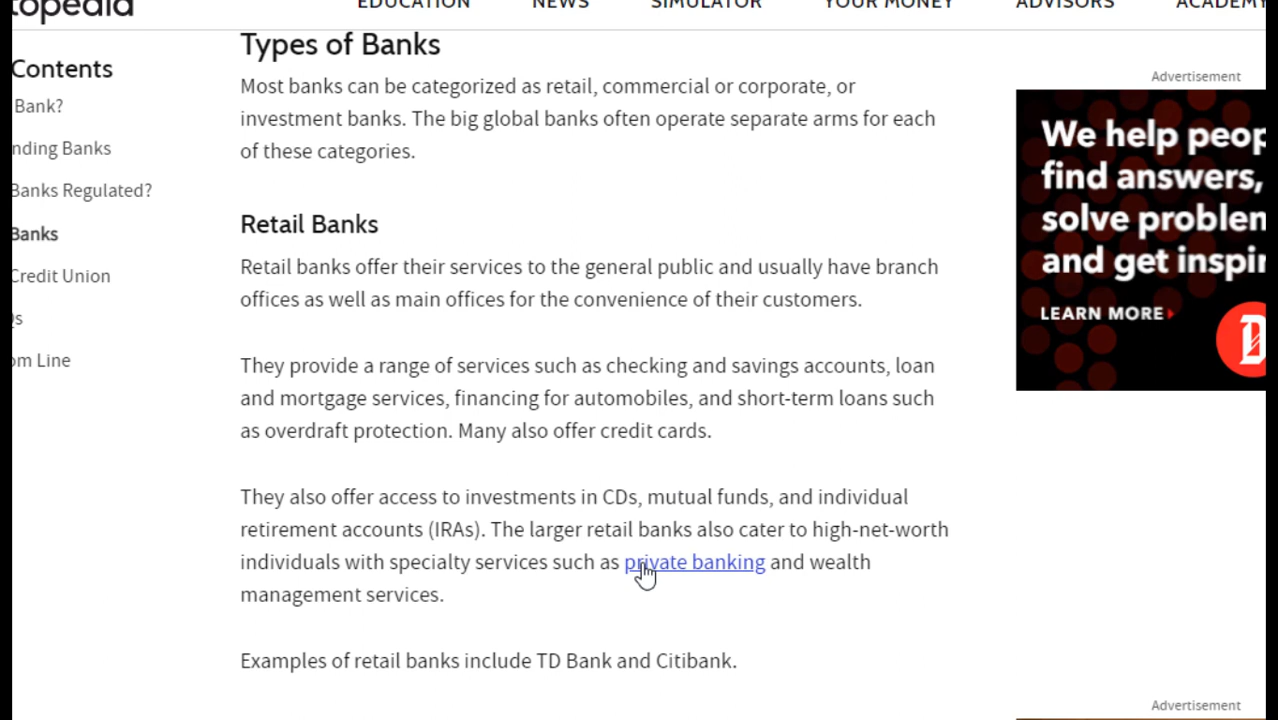 EDUCATION NEWS SIMULATOR YOUR MONEY ADVISORS ACADEMY
Contents
Bank?
Banks
Banks Regulated?
Banks
Credit Union
Line
Types of Banks
Most banks can be categorized as retail, commercial or corporate, or
investment banks. The big global banks often operate separate arms for each
of these categories.
Retail Banks
Retail banks offer their services to the general public and usually have branch
offices as well as main offices for the convenience of their customers.
They provide a range of services such as checking and savings accounts, loan
and mortgage services, financing for automobiles, and short-term loans such
as overdraft protection. Many also offer credit cards.
They also offer access to investments in CDs, mutual funds, and individual
retirement accounts (IRAs). The larger retail banks also cater to high-net-worth
individuals with specialty services such as private banking and wealth
management services.
Examples of retail banks include TD Bank and Citibank.
Advertisement
We help
find answers,
solve
and get
LEARN MORE
Advertisement